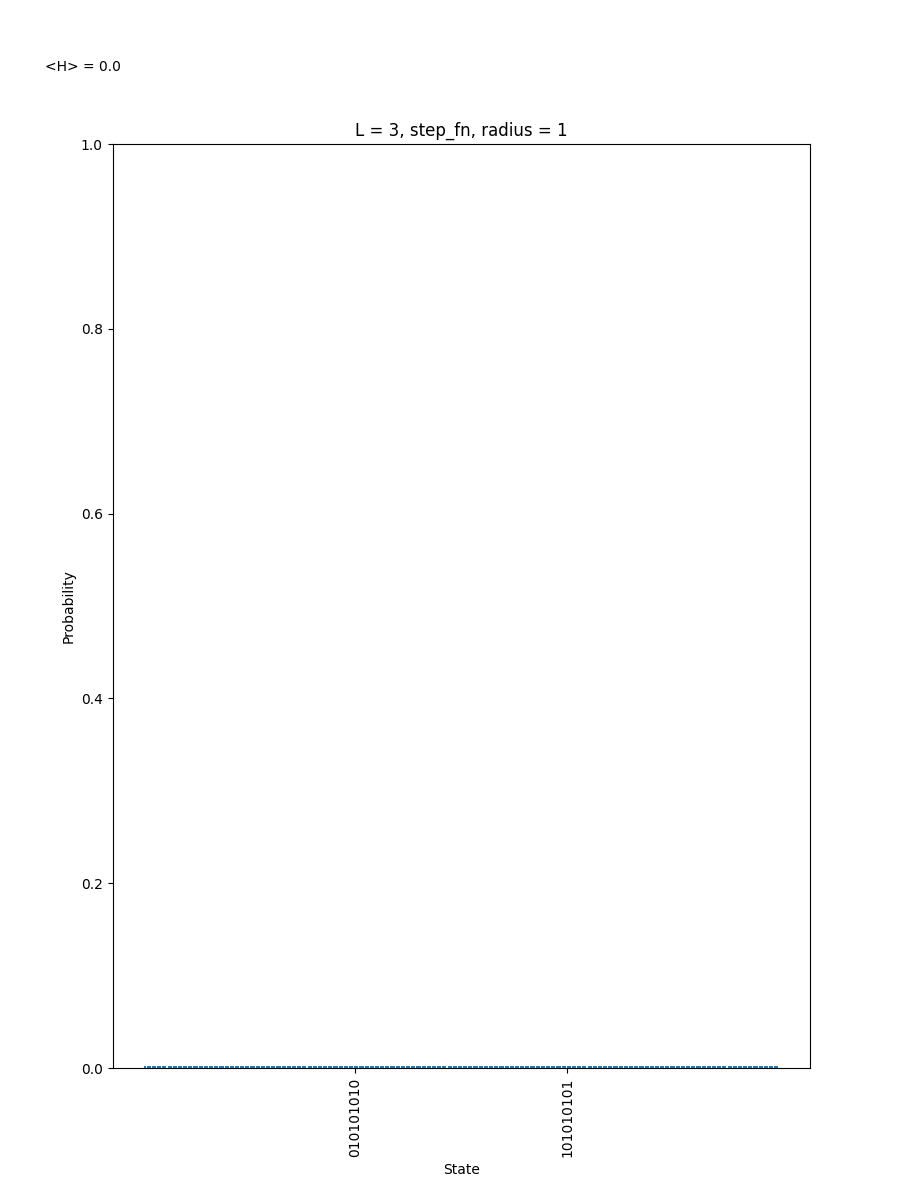 <H> = 0.0
L = 3, step_fn, radius = 1
1.0
0.8
0.6
0.4
0.2
0.0
Probability
010101010
101010101
State